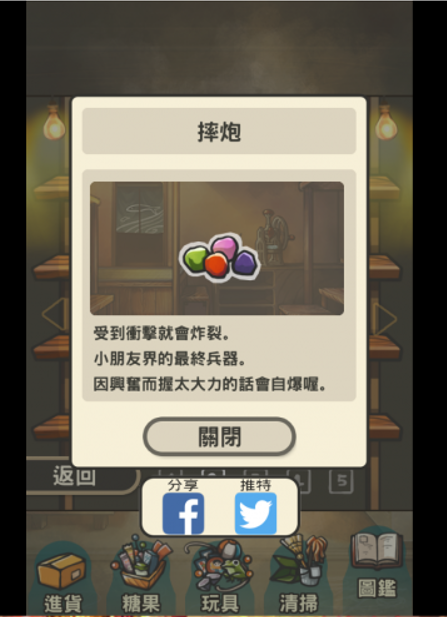 摔炮
受到衝擊就會炸裂。
小朋友界的最終兵器。
因興奮而握太大力的話會自爆喔。
關閉
返回
5
分享
推特
進貨
糖果
玩具
清掃
圖鑑